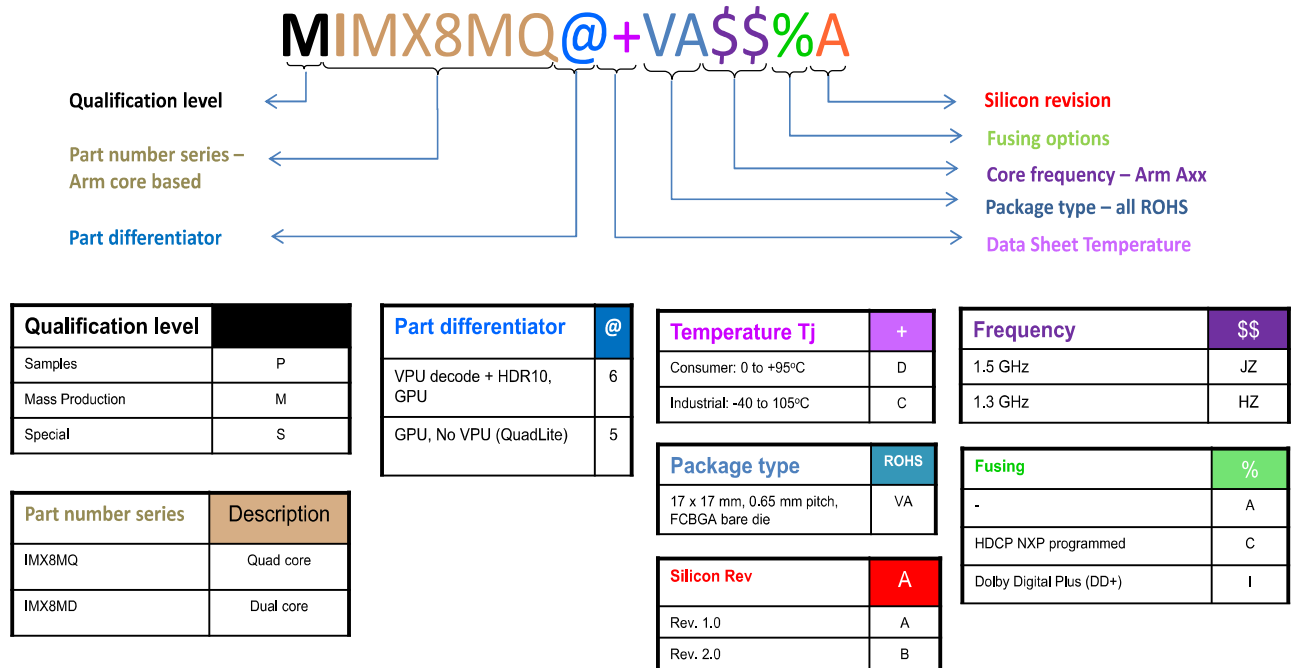 MIMX8MQ@+VA$$%A
Qualification level
Silicon revision
Fusing options
Part number series –
Arm core based
Core frequency – Arm Axx
Package type – all ROHS
Part differentiator
Data Sheet Temperature
Qualification level
Samples P
Mass Production M
Special S
Part number series Description
IMX8MQ Quad core
IMX8MD Dual core
Part differentiator @
VPU decode + HDR10,
GPU 6
GPU, No VPU (QuadLite) 5
Temperature Tj +
Consumer: 0 to +95ºC D
Industrial: -40 to 105ºC C
Package type ROHS
17 x 17 mm, 0.65 mm pitch,
FCBGA bare die VA
Silicon Rev A
Rev. 1.0 A
Rev. 2.0 B
Frequency $$
1.5 GHz JZ
1.3 GHz HZ
Fusing %
- A
HDCP NXP programmed C
Dolby Digital Plus (DD+) I